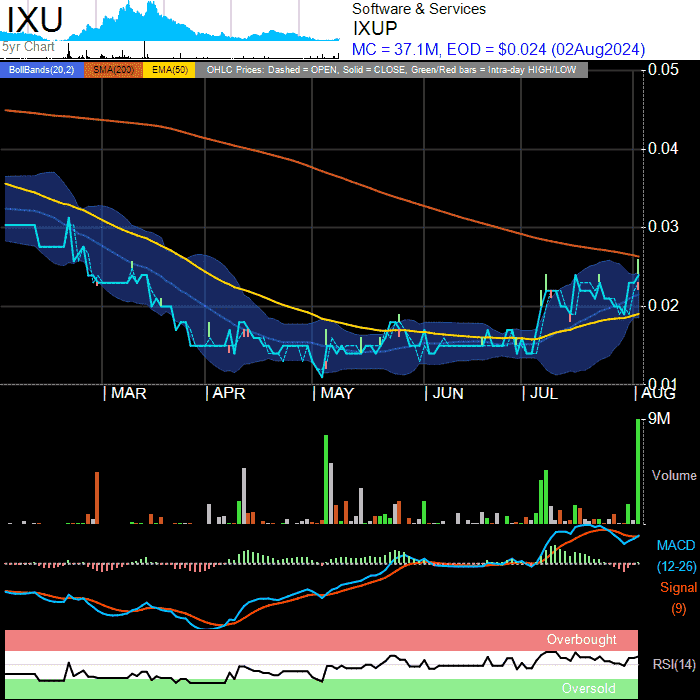 IXU
5yr Chart
Software & Services
IXUP
MC = 37.1M, EOD = $0.024 (02Aug2024)
BollBands(20,2) SMA(200) EMA(50) OHLC Prices: Dashed = OPEN, Solid = CLOSE, Green/Red bars = Intra-day HIGH/LOW
0.05
0.04
0.03
0.02
0.01
MAR APR MAY JUN JUL AUG
9M
Volume
MACD
(12-26)
Signal
(9)
Overbought
RSI(14)
Oversold